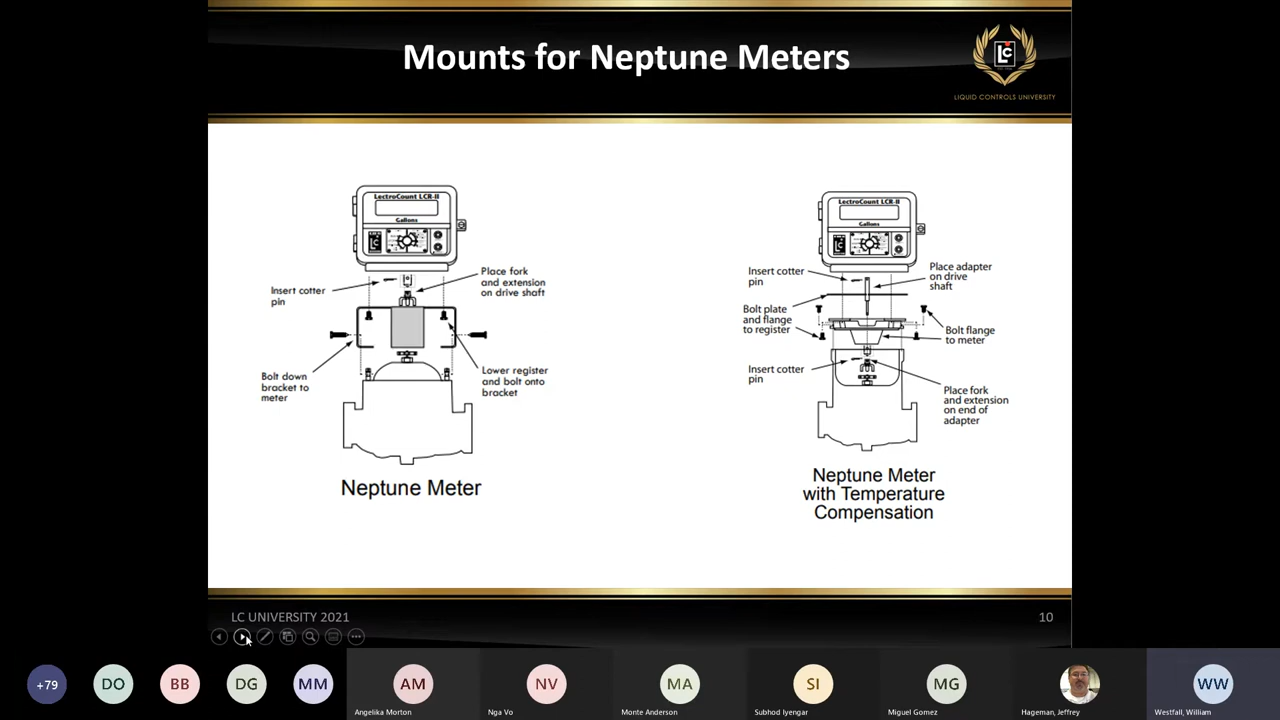 Mounts for Neptune Meters
LC
LIQUID CONTROLS UNIVERSITY
LectroCount LCR-II
Gallons
LC
Insert cotter
pin
Place fork
and extension
on drive shaft
Bolt down
bracket to
meter
Lower register
and bolt onto
bracket
Neptune Meter
LectroCount LCR-II
Gallons
LC
Insert cotter
pin
Place adapter
on drive
shaft
Bolt plate
and flange
to register
Bolt flange
to meter
Insert cotter
pin
Place fork
and extension
on end of
adapter
Neptune Meter
with Temperature
Compensation
LC UNIVERSITY 2021
10
+79
DO
BB
DG
MM
AM
Angelika Morton
NV
Nga Vo
MA
Monte Anderson
SI
Subhod Iyengar
MG
Miguel Gomez
Hageman, Jeffrey
WW
Westfall, William